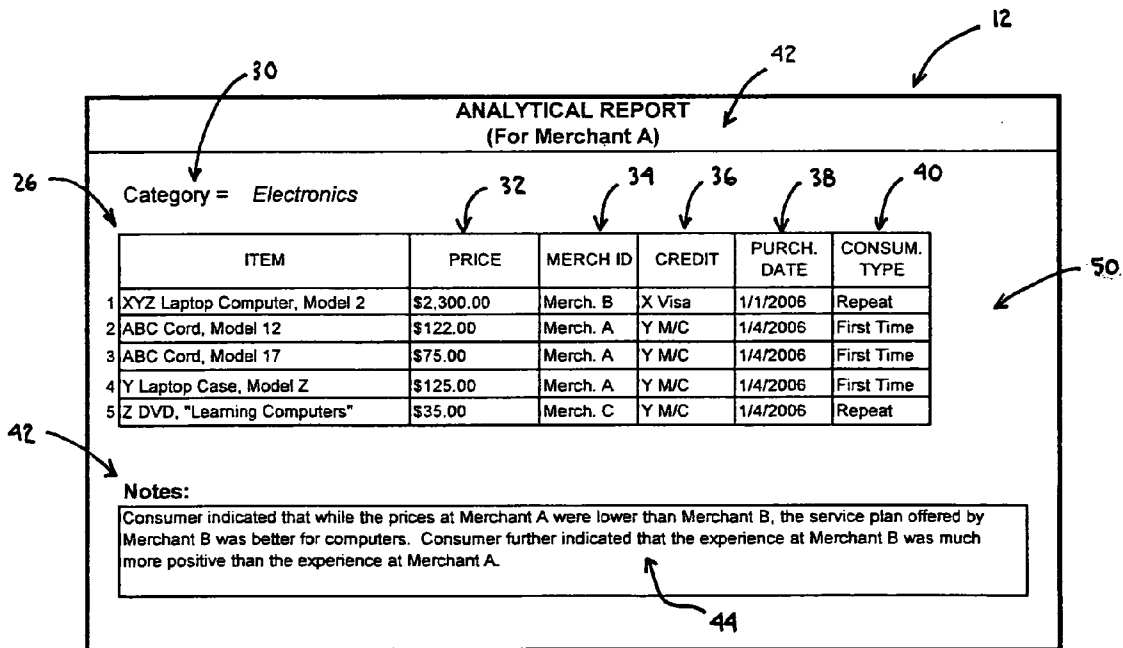 12
42
30
ANALYTICAL REPORT
(For Merchant A)
26
Category = Electronics
32
34
36
38
40
ITEM PRICE MERCH ID CREDIT PURCH. DATE CONSUM. TYPE
50
1 XYZ Laptop Computer, Model 2 $2,300.00 Merch. B X Visa 1/1/2006 Repeat
2 ABC Cord, Model 12 $122.00 Merch. A Y M/C 1/4/2006 First Time
3 ABC Cord, Model 17 $75.00 Merch. A Y M/C 1/4/2006 First Time
4 Y Laptop Case, Model Z $125.00 Merch. A Y M/C 1/4/2006 First Time
5 Z DVD, "Learning Computers" $35.00 Merch. C Y M/C 1/4/2006 Repeat
42
Notes:
Consumer indicated that while the prices at Merchant A were lower than Merchant B, the service plan offered by
Merchant B was better for computers. Consumer further indicated that the experience at Merchant B was much
more positive than the experience at Merchant A.
44